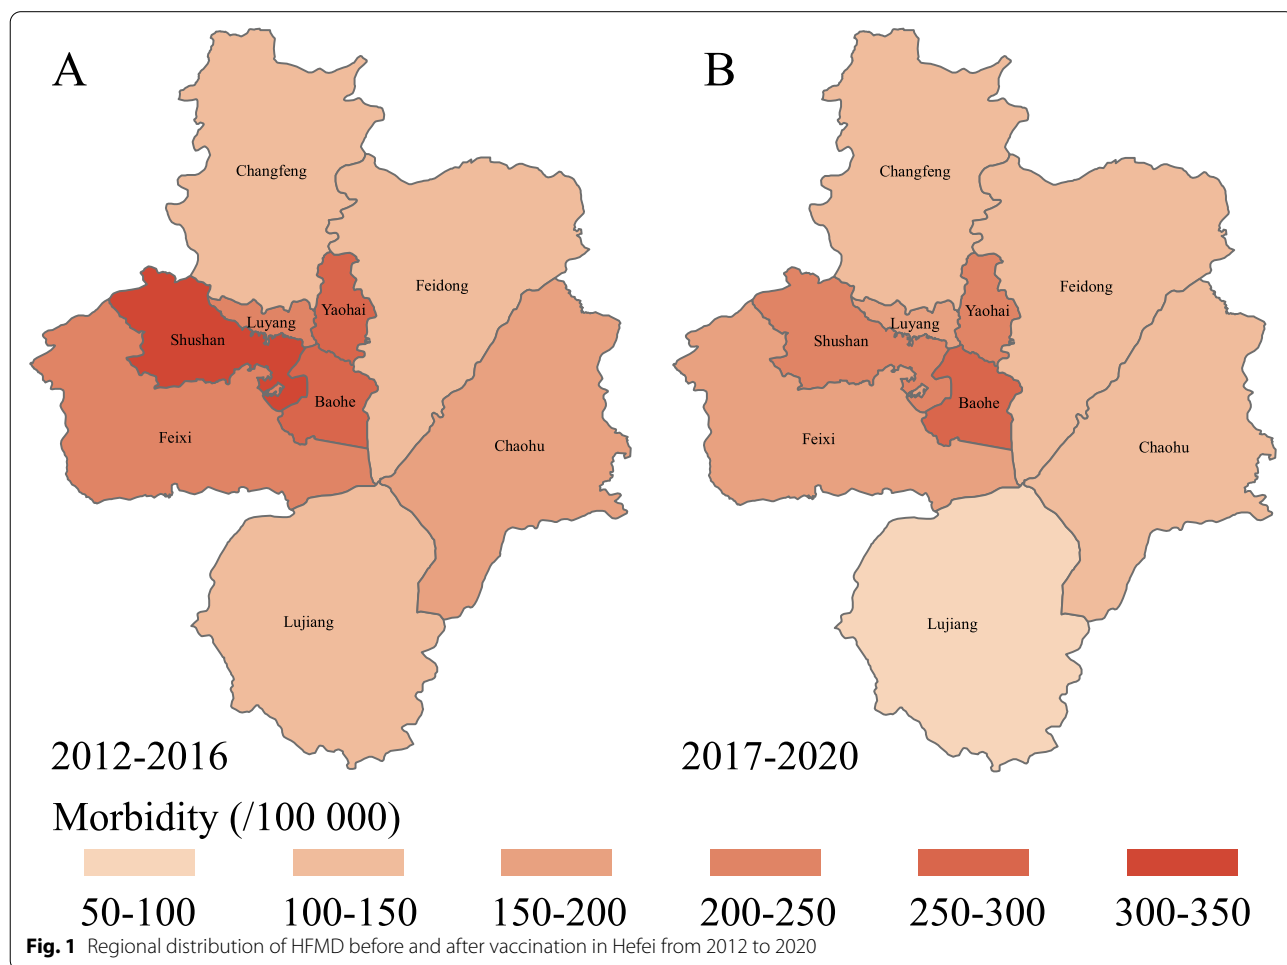 A
B
Changfeng
Changfeng
Feidong
Feidong
Yaohai
Yaohai
Luyang
Luyang
Shushan
Shushan
Baohe
Baohe
Feixi
Feixi
Chaohu
Chaohu
Lujiang
Lujiang
2012-2016
2017-2020
Morbidity (/100 000)
50-100
100-150
150-200
200-250
250-300
300-350
Fig. 1 Regional distribution of HFMD before and after vaccination in Hefei from 2012 to 2020